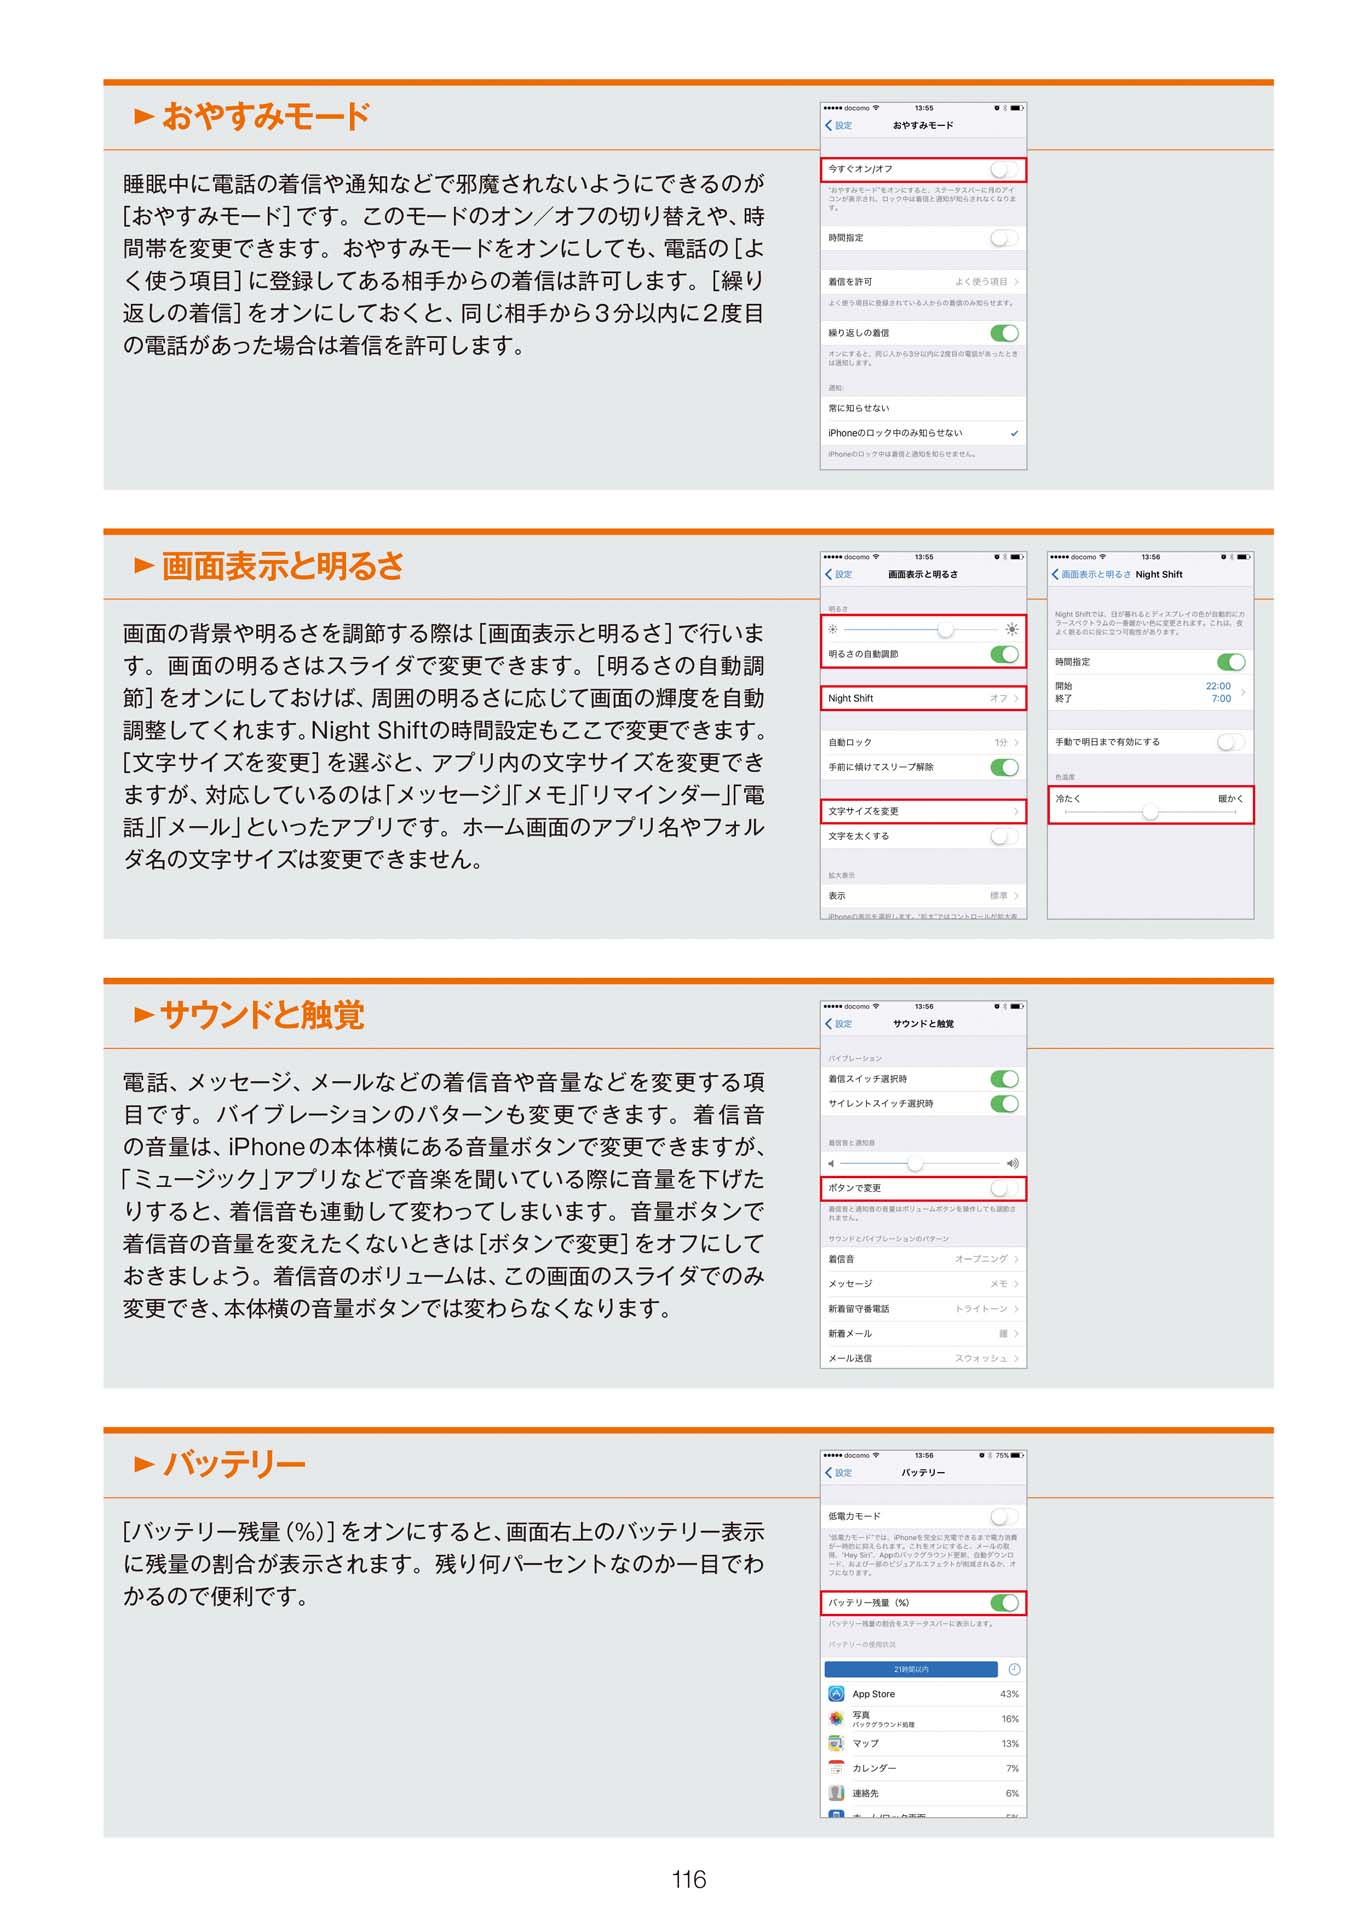 おやすみモード
睡眠中に電話の着信や通知などで邪魔されないようにできるのが
[おやすみモード]です。このモードのオン／オフの切り替えや、時
間帯を変更できます。おやすみモードをオンにしても、電話の[よ
く使う項目]に登録してある相手からの着信は許可します。[繰り
返しの着信]をオンにしておくと、同じ相手から3分以内に2度目
の電話があった場合は着信を許可します。
docomo 13:55
設定 おやすみモード
今すぐオン/オフ
"おやすみモード"をオンにすると、ステータスバーに月のアイ
コンが表示され、ロック中は着信と通知が知らされなくなりま
す。
時間指定
着信を許可 よく使う項目
よく使う項目に登録されている人からの着信のみ知らせます。
繰り返しの着信
オンにすると、同じ人から3分以内に2度目の電話があったとき
は通知します。
通知:
常に知らせない
iPhoneのロック中のみ知らせない
iPhoneのロック中は着信と通知を知らせません。
画面表示と明るさ
画面の背景や明るさを調節する際は[画面表示と明るさ]で行いま
す。画面の明るさはスライダで変更できます。[明るさの自動調
節]をオンにしておけば、周囲の明るさに応じて画面の輝度を自動
調整してくれます。Night Shiftの時間設定もここで変更できます。
[文字サイズを変更]を選ぶと、アプリ内の文字サイズを変更でき
ますが、対応しているのは「メッセージ」「メモ」「リマインダー」「電
話」「メール」といったアプリです。ホーム画面のアプリ名やフォル
ダ名の文字サイズは変更できません。
docomo 13:55
設定 画面表示と明るさ
明るさ
明るさの自動調節
Night Shift オフ
自動ロック 1分
手前に傾けてスリープ解除
文字サイズを変更
文字を太くする
拡大表示
表示 標準
iPhoneの表示を選択します。"拡大"ではコントロールが拡大表
docomo 13:56
画面表示と明るさ Night Shift
Night Shiftでは、日が暮れるとディスプレイの色が自動的にカ
ラースペクトラムの一番暖かい色に変更されます。これは、夜
よく眠るのに役に立つ可能性があります。
時間指定
開始 22:00
終了 7:00
手動で明日まで有効にする
色温度
冷たく 暖かく
サウンドと触覚
電話、メッセージ、メールなどの着信音や音量などを変更する項
目です。バイブレーションのパターンも変更できます。着信音
の音量は、iPhoneの本体横にある音量ボタンで変更できますが、
「ミュージック」アプリなどで音楽を聞いている際に音量を下げた
りすると、着信音も連動して変わってしまいます。音量ボタンで
着信音の音量を変えたくないときは[ボタンで変更]をオフにして
おきましょう。着信音のボリュームは、この画面のスライダでのみ
変更でき、本体横の音量ボタンでは変わらなくなります。
docomo 13:56
設定 サウンドと触覚
バイブレーション
着信スイッチ選択時
サイレントスイッチ選択時
着信音と通知音
ボタンで変更
着信音と通知音の音量はボリュームボタンを操作しても調節さ
れません。
サウンドとバイブレーションのパターン
着信音 オープニング
メッセージ メモ
新着留守番電話 トライトーン
新着メール
メール送信 スウォッシュ
バッテリー
[バッテリー残量(%)]をオンにすると、画面右上のバッテリー表示
に残量の割合が表示されます。残り何パーセントなのか一目でわ
かるので便利です。
docomo 13:56 75%
設定 バッテリー
低電力モード
"低電力モード"では、iPhoneを完全に充電できるまで電力消費
が一時的に抑えられます。これをオンにすると、メールの取
得、"Hey Siri"、Appのバックグラウンド更新、自動ダウンロ
ード、および一部のビジュアルエフェクトが削減されるか、オ
フになります。
バッテリー残量（%）
バッテリー残量の割合をステータスバーに表示します。
バッテリーの使用状況
21時間以内
App Store 43%
写真 16%
バックグラウンド処理
マップ 13%
カレンダー 7%
連絡先 6%
ホーム/ロック画面 5%
116